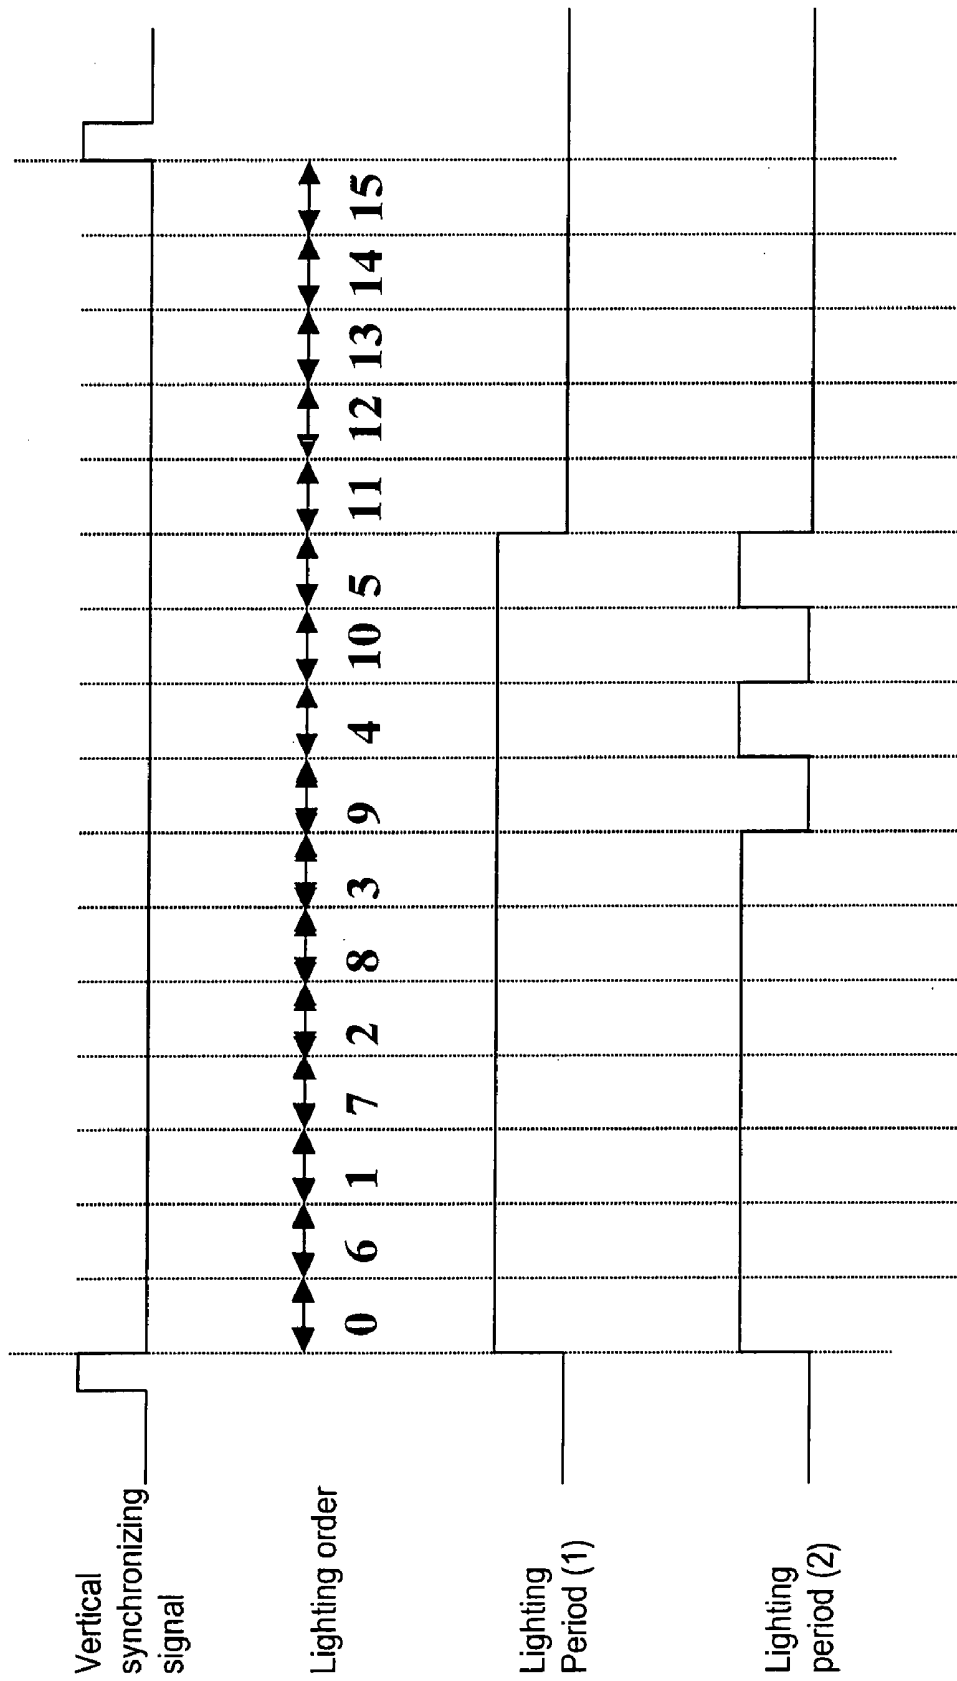 Vertical
synchronizing
signal
Lighting order
0 6 1 7 2 8 3 9 4 10 5 11 12 13 14 15
Lighting
Period (1)
Lighting
period (2)